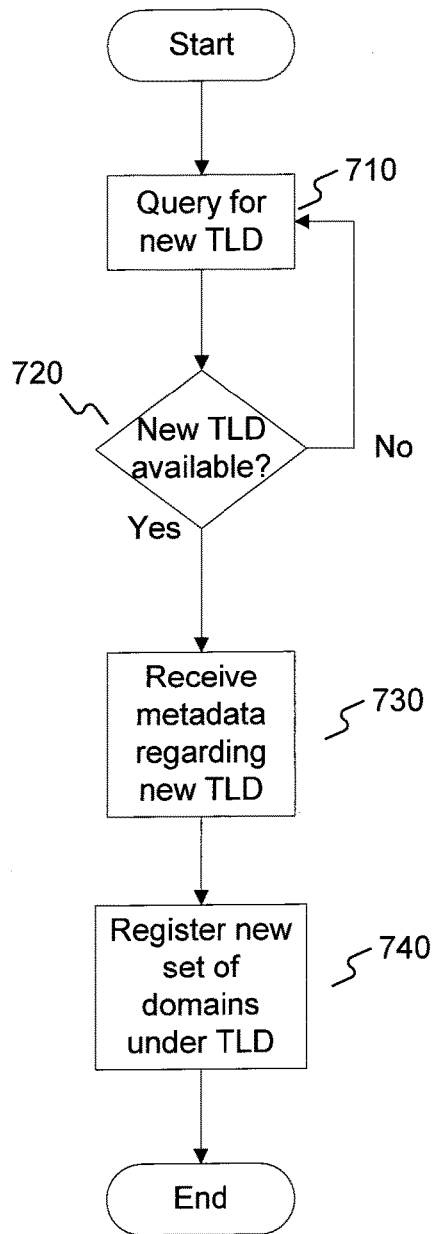 Start
710
Query for
new TLD
720
New TLD
available?
No
Yes
Receive
metadata
regarding
new TLD
730
Register new
set of
domains
under TLD
740
End